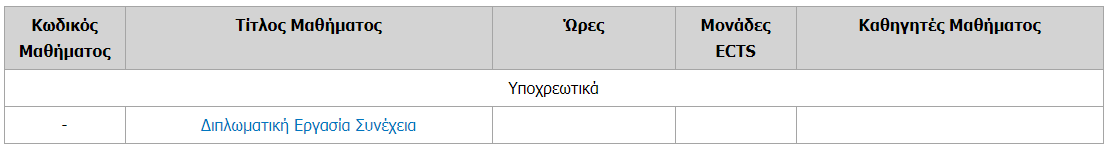 Κωδικός Μαθήματος Τίτλος Μαθήματος Ώρες Μονάδες ECTS Καθηγητές Μαθήματος
Υποχρεωτικά
- Διπλωματική Εργασία Συνέχεια